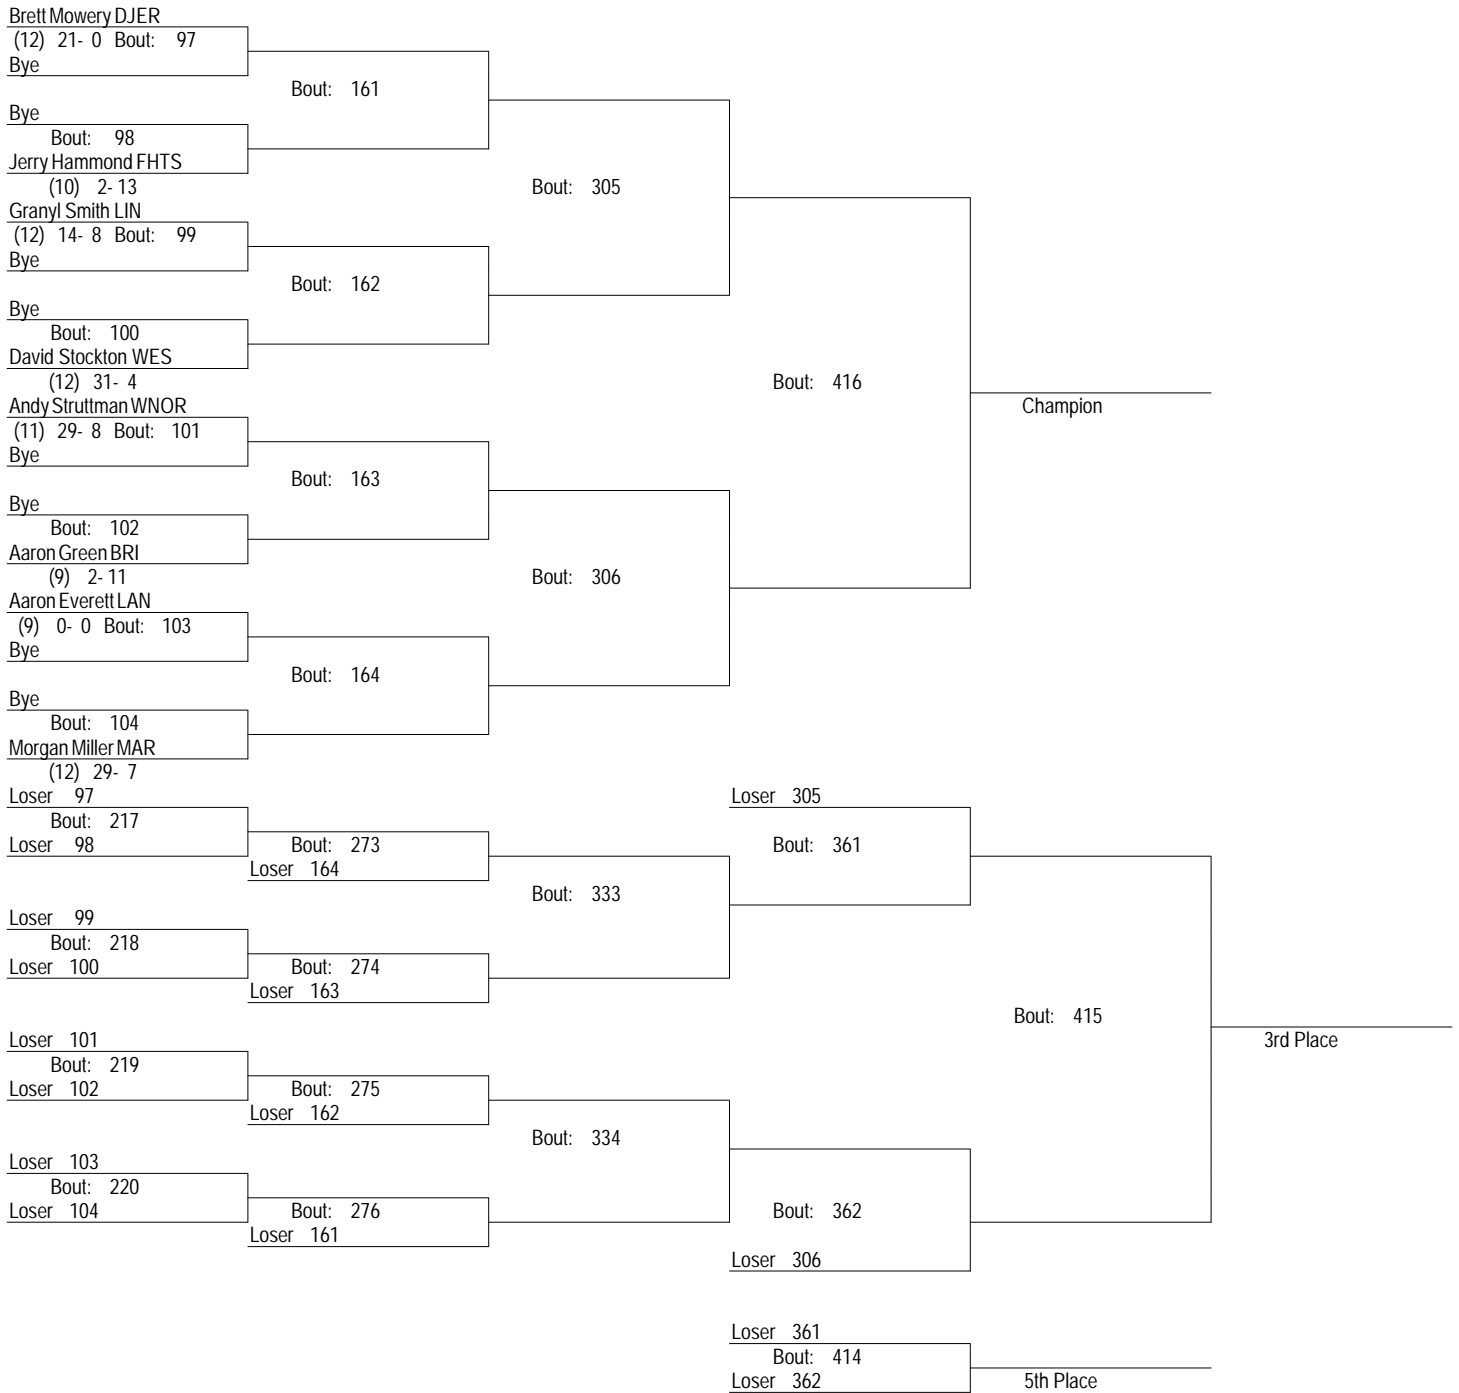 Brett Mowery DJER
(12) 21- 0 Bout: 97
Bye
Bout: 161
Bye
Bout: 98
Jerry Hammond FHTS
(10) 2- 13
Bout: 305
Granyl Smith LIN
(12) 14- 8 Bout: 99
Bye
Bout: 162
Bye
Bout: 100
David Stockton WES
(12) 31- 4
Bout: 416
Andy Struttman WNOR
Champion
(11) 29- 8 Bout: 101
Bye
Bout: 163
Bye
Bout: 102
Aaron Green BRI
(9) 2- 11
Bout: 306
Aaron Everett LAN
(9) 0- 0 Bout: 103
Bye
Bout: 164
Bye
Bout: 104
Morgan Miller MAR
(12) 29- 7
Loser 97
Loser 305
Bout: 217
Loser 98
Bout: 273
Bout: 361
Loser 164
Bout: 333
Loser 99
Bout: 218
Loser 100
Bout: 274
Loser 163
Bout: 415
Loser 101
3rd Place
Bout: 219
Loser 102
Bout: 275
Loser 162
Bout: 334
Loser 103
Bout: 220
Loser 104
Bout: 276
Bout: 362
Loser 161
Loser 306
Loser 361
Bout: 414
Loser 362
5th Place